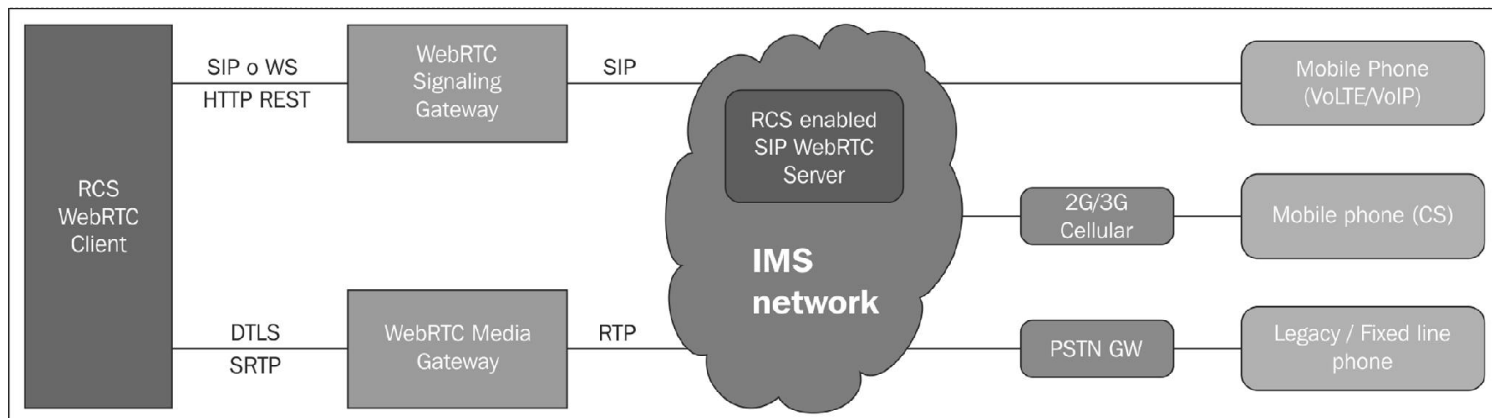 RCS
WebRTC
Client
SIP o WS
HTTP REST
WebRTC
Signaling
Gateway
SIP
RCS enabled
SIP WebRTC
Server
IMS
network
Mobile Phone
(VoLTE/VoIP)
2G/3G
Cellular
Mobile phone (CS)
DTLS
SRTP
WebRTC Media
Gateway
RTP
PSTN GW
Legacy / Fixed line
phone